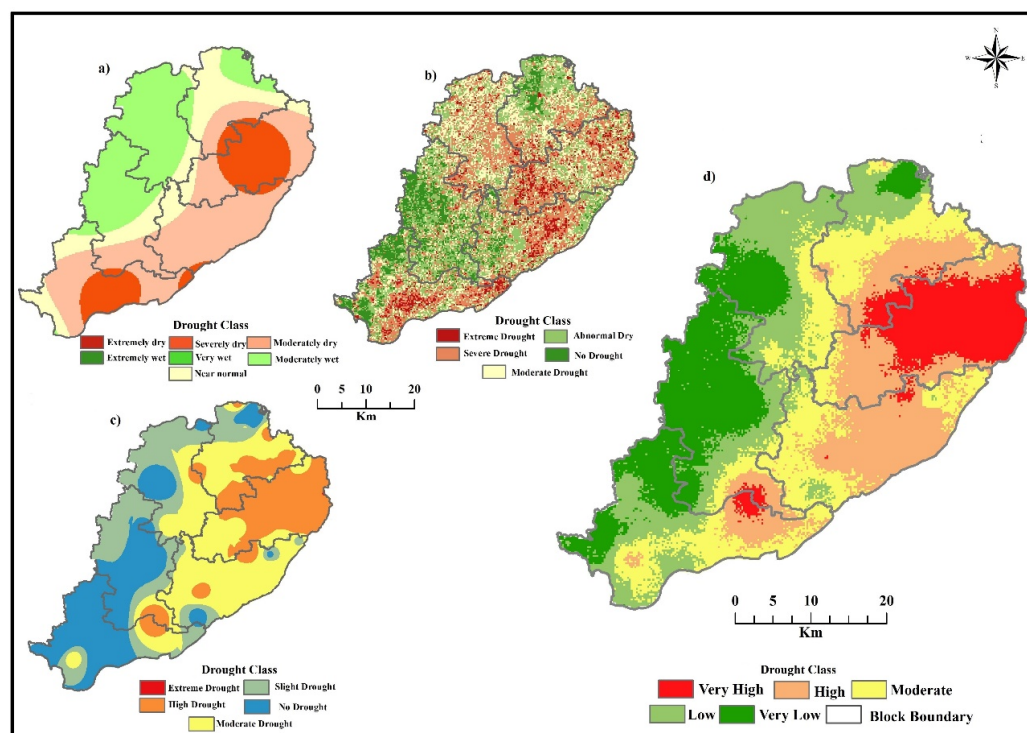 N
W E
S
a)
b)
d)
Drought Class
Extremely dry Severely dry Moderately dry
Extremely wet Very wet Moderately wet
Near normal
Drought Class
Extreme Drought Abnormal Dry
Severe Drought No Drought
Moderate Drought
0 5 10 20
Km
c)
Drought Class
Extreme Drought Slight Drought
High Drought No Drought
Moderate Drought
0 5 10 20
Km
Drought Class
Very High High Moderate
Low Very Low Block Boundary